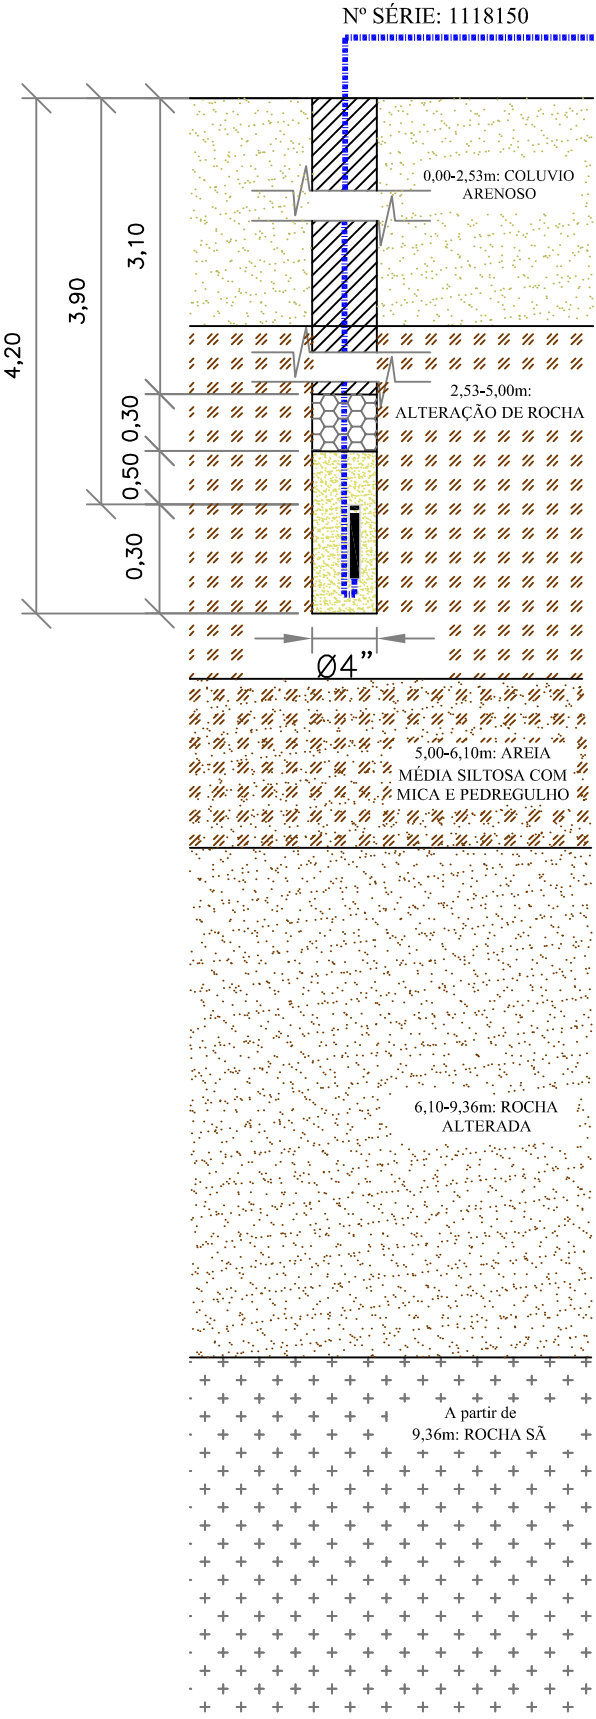 Nº SÉRIE: 1118150
0,00-2,53m: COLUVIO
ARENOSO
3,10
3,90
4,20
2,53-5,00m:
ALTERAÇÃO DE ROCHA
0,30
0,50
0,30
Ø4”
5,00-6,10m: AREIA
MÉDIA SILTOSA COM
MICA E PEDREGULHO
6,10-9,36m: ROCHA
ALTERADA
A partir de
9,36m: ROCHA SÃ